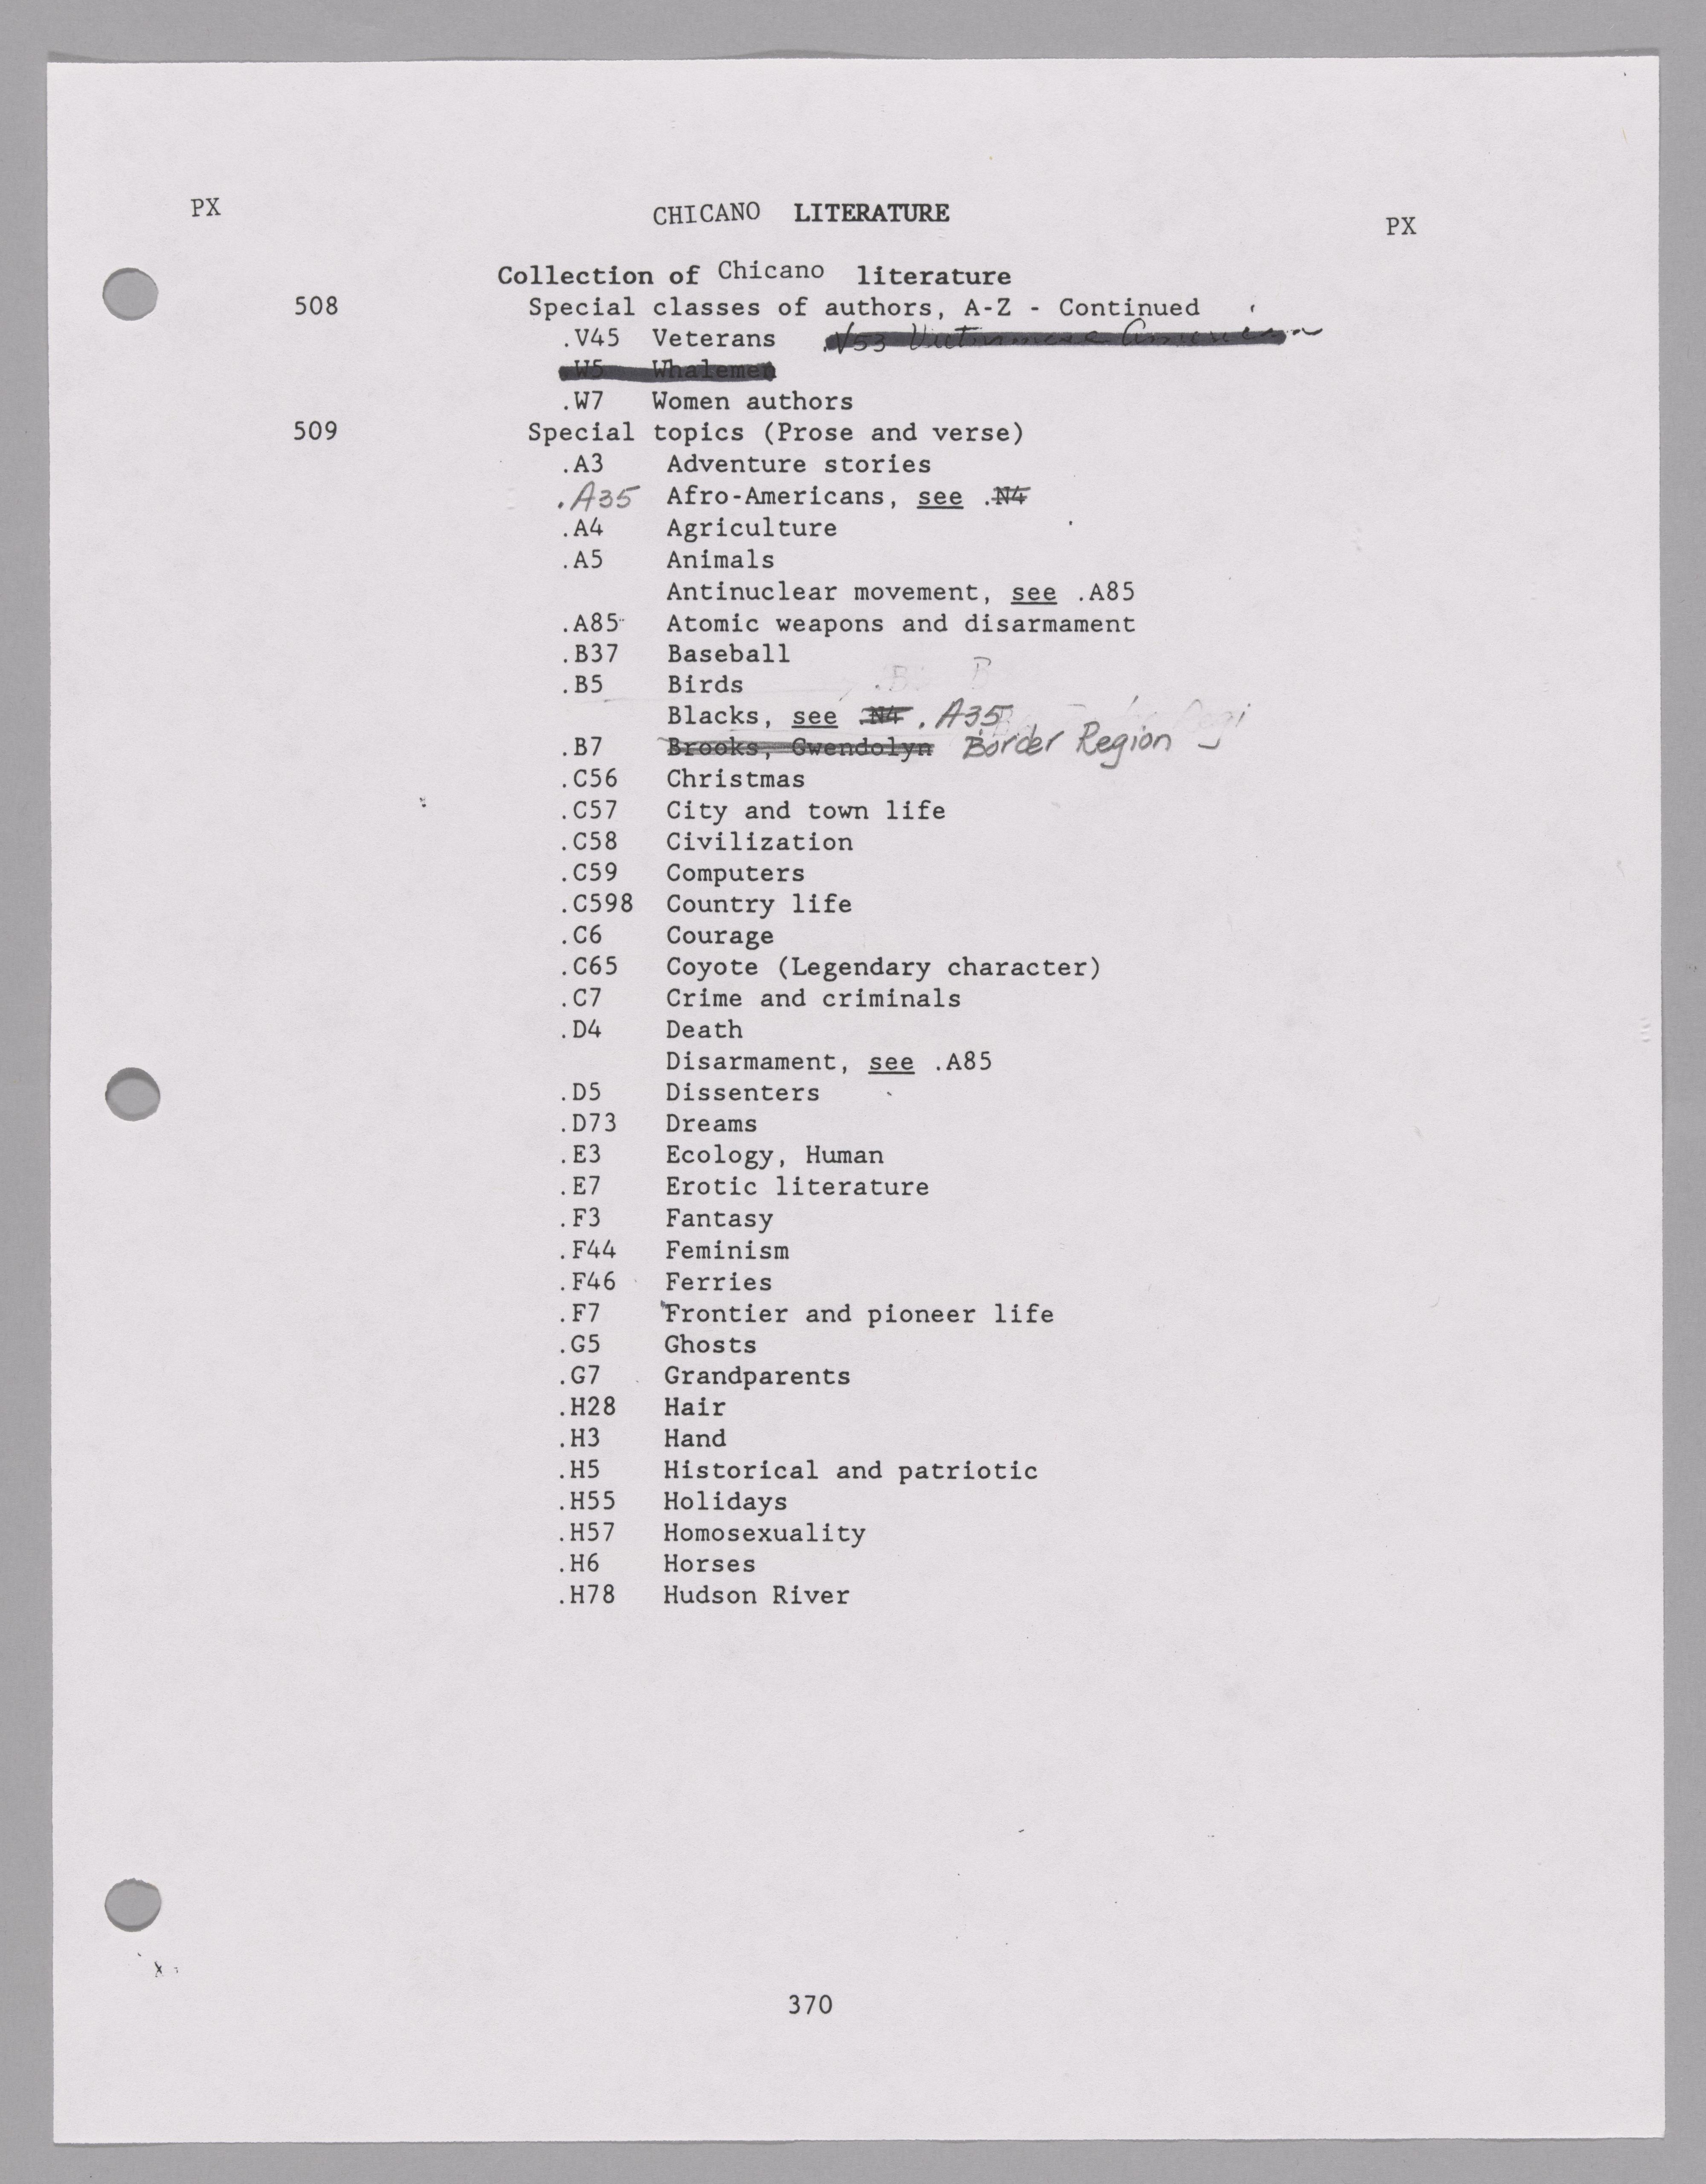 PX
CHICANO LITERATURE
PX
Collection of Chicano literature
508 Special classes of authors, A-Z - Continued
.V45 Veterans .V53 Vietnamese American
W5 Whalemen
.W7 Women authors
509 Special topics (Prose and verse)
.A3 Adventure stories
.A35 Afro-Americans, see .N4
.A4 Agriculture
.A5 Animals
Antinuclear movement, see .A85
.A85 Atomic weapons and disarmament
.B37 Baseball
.B5 Birds
Blacks, see .N4 .A35
.B7 Brooks, Gwendolyn Border Region
.C56 Christmas
.C57 City and town life
.C58 Civilization
.C59 Computers
.C598 Country life
.C6 Courage
.C65 Coyote (Legendary character)
.C7 Crime and criminals
.D4 Death
Disarmament, see .A85
.D5 Dissenters
.D73 Dreams
.E3 Ecology, Human
.E7 Erotic literature
.F3 Fantasy
.F44 Feminism
.F46 Ferries
.F7 Frontier and pioneer life
.G5 Ghosts
.G7 Grandparents
.H28 Hair
.H3 Hand
.H5 Historical and patriotic
.H55 Holidays
.H57 Homosexuality
.H6 Horses
.H78 Hudson River
370